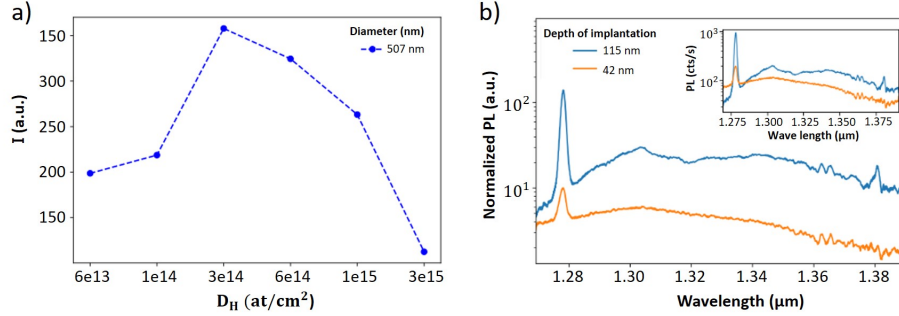 a)
Diameter (nm)
507 nm
150
300
250
200
150
I (a.u.)
6e13 1e14 3e14 6e14 1e15 3e15
D_H (at/cm²)
b)
Depth of implantation
115 nm
42 nm
10²
10¹
Normalized PL (a.u.)
1.28 1.30 1.32 1.34 1.36 1.38
Wavelength (μm)
10³
10²
PL (cts/s)
1.275 1.300 1.325 1.350 1.375
Wave length (μm)